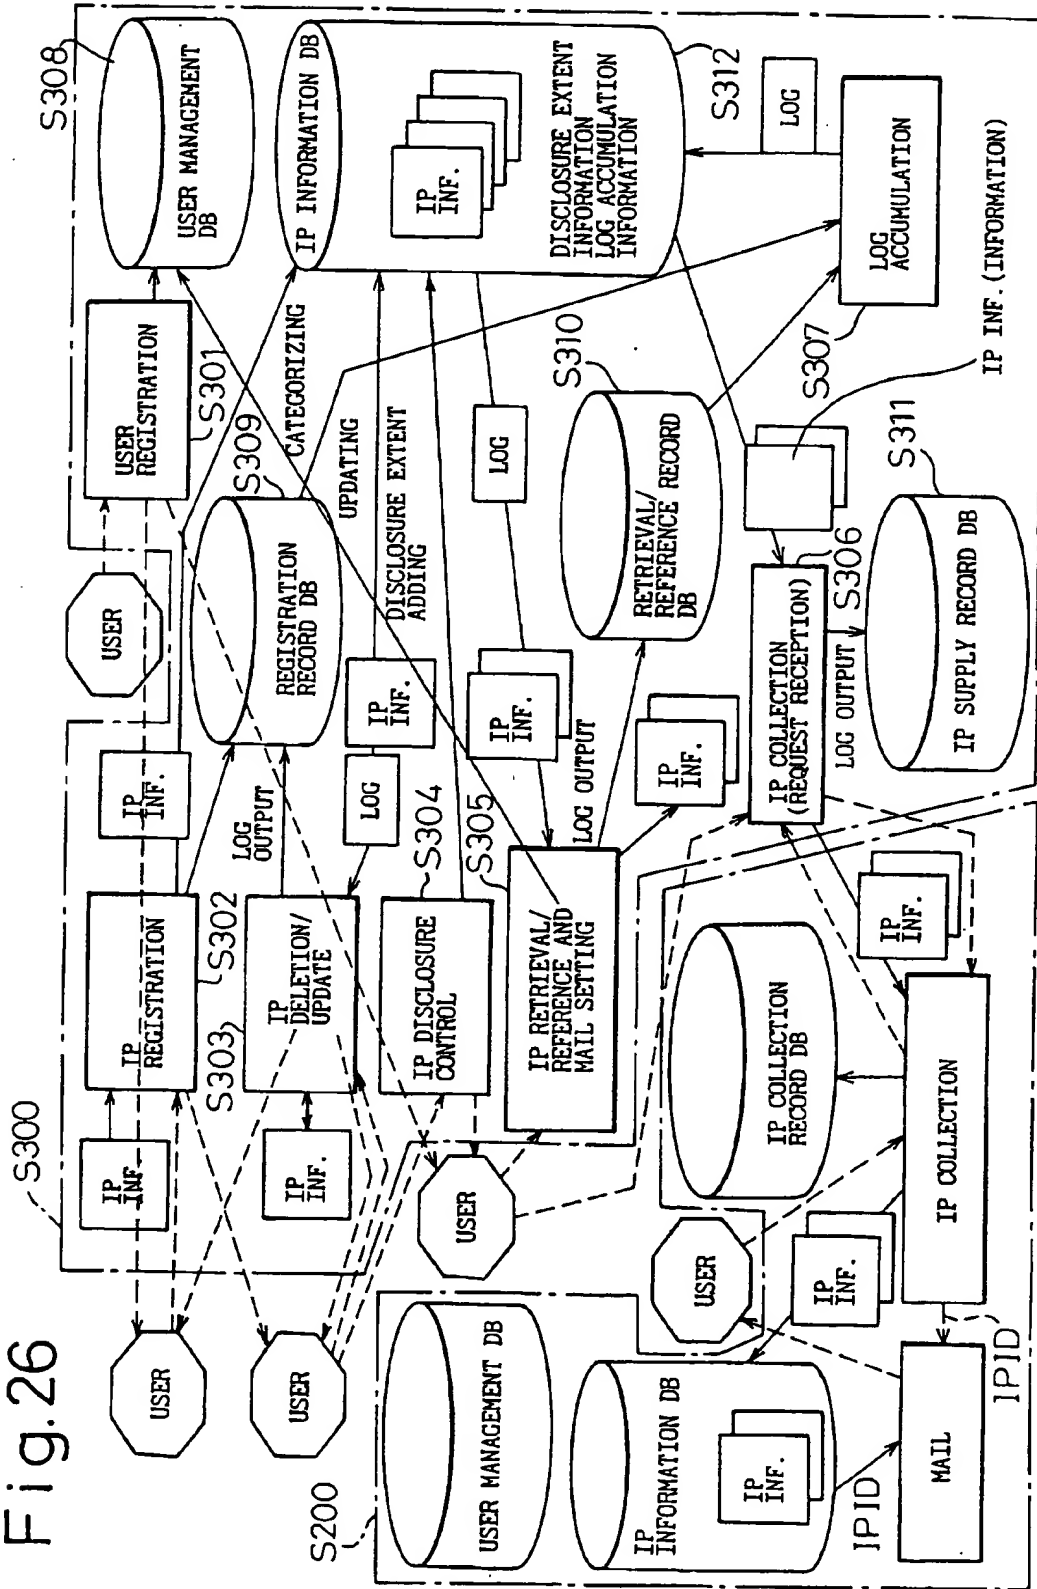 Fig.26
S300
S308
USER
USER REGISTRATION
S301
USER MANAGEMENT
DB
IP
INF.
IP
REGISTRATION
S302
IP
INF.
CATEGORIZING
IP INFORMATION DB
IP
INF.
DISCLOSURE EXTENT
INFORMATION
LOG ACCUMULATION
INFORMATION
S312
USER
LOG
OUTPUT
REGISTRATION
RECORD DB
S309
UPDATING
S303
IP
DELETION/
UPDATE
IP
INF.
LOG
IP
INF.
DISCLOSURE EXTENT
ADDING
USER
IP DISCLOSURE
CONTROL
S304
LOG
LOG
IP
INF.
S305
IP RETRIEVAL/
REFERENCE AND
MAIL SETTING
LOG OUTPUT
IP
INF.
RETRIEVAL/
REFERENCE RECORD
DB
S310
LOG
ACCUMULATION
S307
USER
S200
USER MANAGEMENT DB
USER
IP COLLECTION
RECORD DB
IP COLLECTION
(REQUEST RECEPTION)
S306
LOG OUTPUT
IP SUPPLY RECORD DB
S311
IP INF.(INFORMATION)
IP
INFORMATION DB
IP
INF.
IP
INF.
IP
INF.
IPID
MAIL
IPID
IP COLLECTION